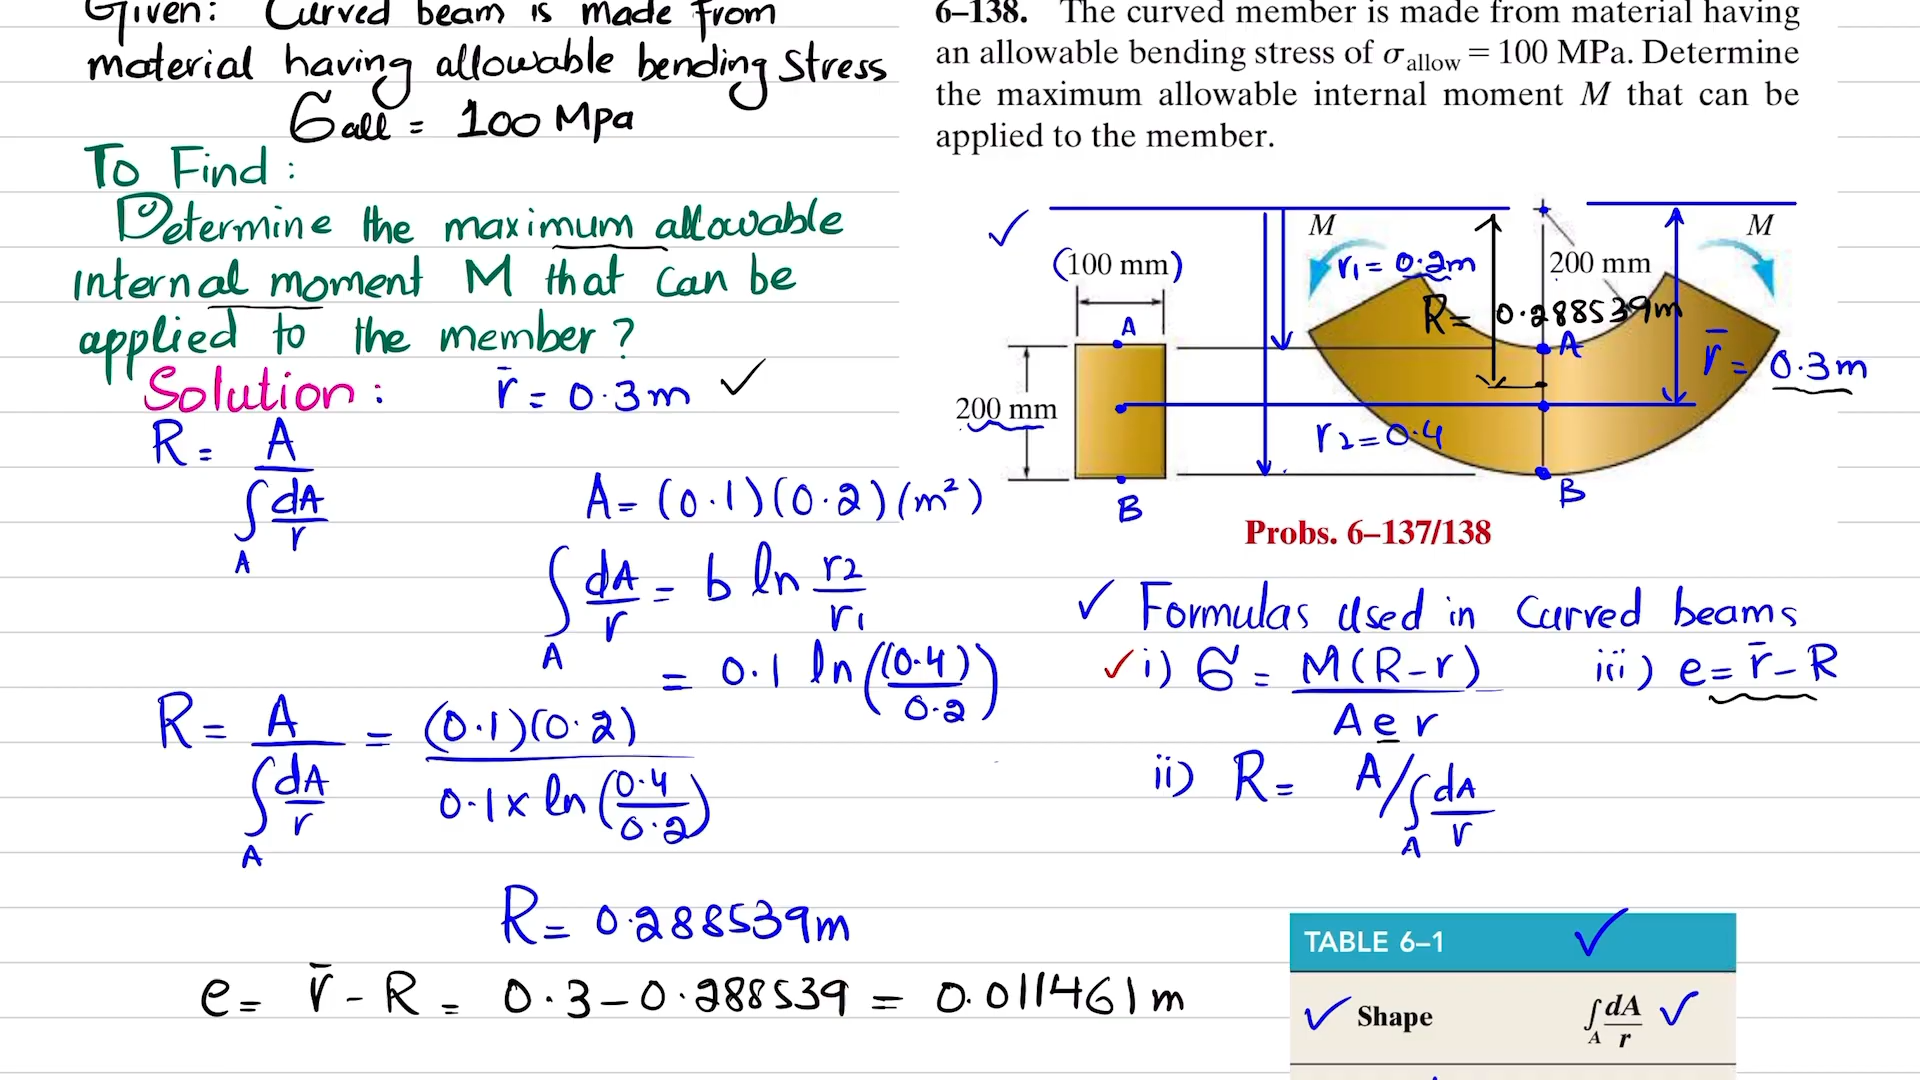 Given: Curved beam is made from
material having allowable bending stress
σall = 100 Mpa
To Find :
Determine the maximum allowable
internal moment M that can be
applied to the member?
Solution : r̄ = 0.3m ✓
R = A / ∫A dA/r
A = (0.1)(0.2)(m²)
∫A dA/r = b ln r2/r1
= 0.1 ln((0.4)/0.2)
R = A / ∫A dA/r = (0.1)(0.2) / 0.1 x ln(0.4/0.2)
R = 0.288539m
e = r̄ - R = 0.3-0.288539 = 0.011461m
6–138. The curved member is made from material having
an allowable bending stress of σallow = 100 MPa. Determine
the maximum allowable internal moment M that can be
applied to the member.
✓
M
M
(100 mm)
r1 = 0.2m
200 mm
R= 0.288539m
A
A
r̄ = 0.3m
200 mm
r2=0.4
B
B
Probs. 6–137/138
✓ Formulas used in Curved beams
✓ i) σ = M(R-r) / A e r iii) e= r̄-R
ii) R = A/∫A dA/r
TABLE 6–1 ✓
✓ Shape ∫A dA/r ✓